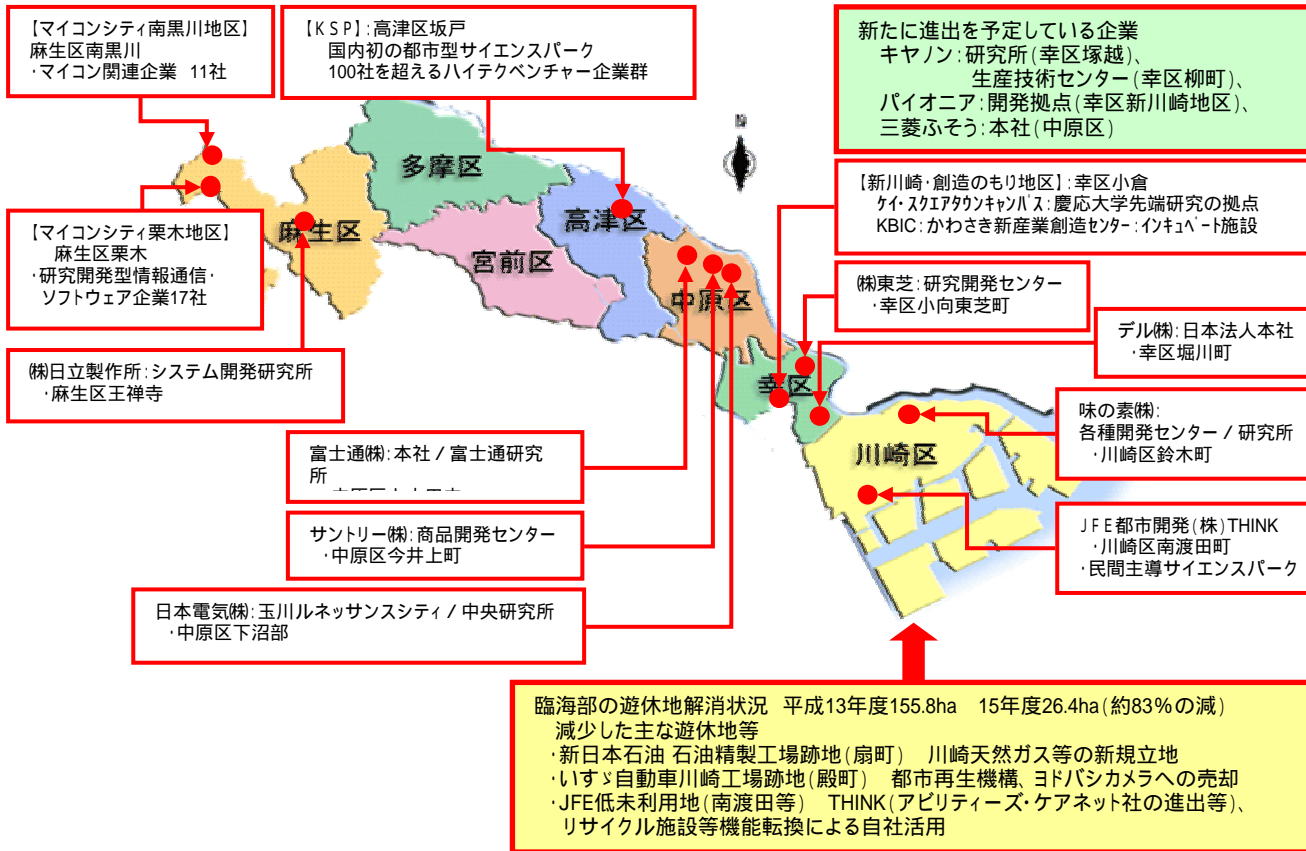 【マイコンシティ南黒川地区】
麻生区南黒川
・マイコン関連企業 11社
【KSP】:高津区坂戸
国内初の都市型サイエンスパーク
100社を超えるハイテクベンチャー企業群
新たに進出を予定している企業
キヤノン:研究所(幸区塚越)、
生産技術センター(幸区柳町)、
パイオニア:開発拠点(幸区新川崎地区)、
三菱ふそう:本社(中原区)
【新川崎・創造のもり地区】:幸区小倉
ケイ・スクエアタウンキャンパス:慶応大学先端研究の拠点
KBIC:かわさき新産業創造センター:インキュベート施設
多摩区
高津区
麻生区
宮前区
中原区
幸区
川崎区
【マイコンシティ栗木地区】
麻生区栗木
・研究開発型情報通信・
ソフトウェア企業17社
㈱東芝:研究開発センター
・幸区小向東芝町
デル㈱:日本法人本社
・幸区堀川町
㈱日立製作所:システム開発研究所
・麻生区王禅寺
味の素㈱:
各種開発センター / 研究所
・川崎区鈴木町
富士通㈱:本社 / 富士通研究
所
サントリー㈱:商品開発センター
・中原区今井上町
JFE都市開発(株)THINK
・川崎区南渡田町
・民間主導サイエンスパーク
日本電気㈱:玉川ルネッサンスシティ / 中央研究所
・中原区下沼部
臨海部の遊休地解消状況 平成13年度155.8ha 15年度26.4ha(約83%の減)
減少した主な遊休地等
・新日本石油 石油精製工場跡地(扇町) 川崎天然ガス等の新規立地
・いすゞ自動車川崎工場跡地(殿町) 都市再生機構、ヨドバシカメラへの売却
・JFE低未利用地(南渡田等) THINK(アビリティーズ・ケアネット社の進出等)、
リサイクル施設等機能転換による自社活用